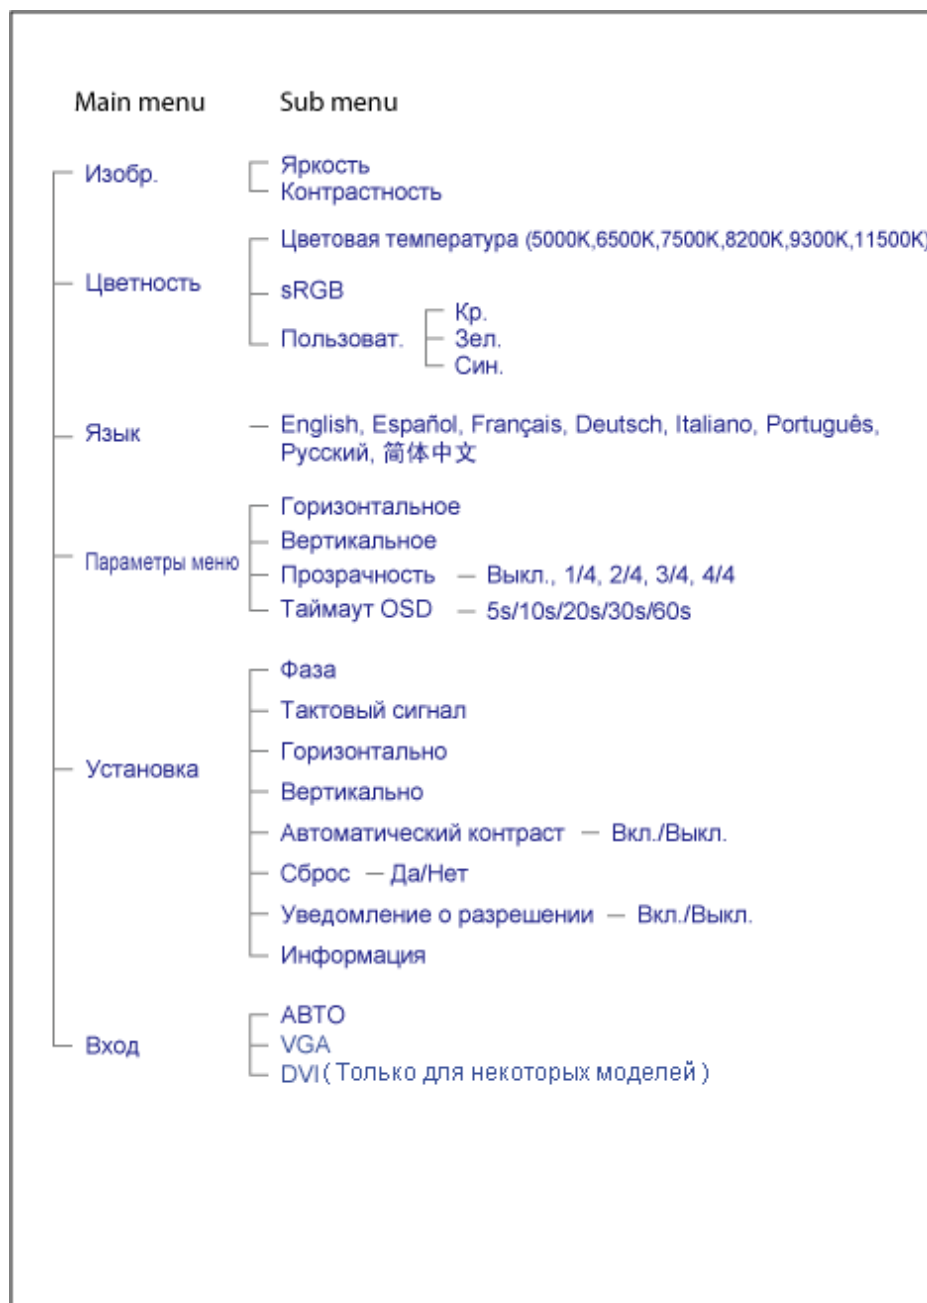 Main menu Sub menu
Изобр.
Яркость
Контрастность
Цветность
Цветовая температура (5000K,6500K,7500K,8200K,9300K,11500K)
sRGB
Пользоват.
Кр.
Зел.
Син.
Язык
English, Español, Français, Deutsch, Italiano, Português,
Русский, 简体中文
Параметры меню
Горизонтальное
Вертикальное
Прозрачность — Выкл., 1/4, 2/4, 3/4, 4/4
Таймаут OSD — 5s/10s/20s/30s/60s
Установка
Фаза
Тактовый сигнал
Горизонтально
Вертикально
Автоматический контраст — Вкл./Выкл.
Сброс — Да/Нет
Уведомление о разрешении — Вкл./Выкл.
Информация
Вход
АВТО
VGA
DVI ( Только для некоторых моделей )